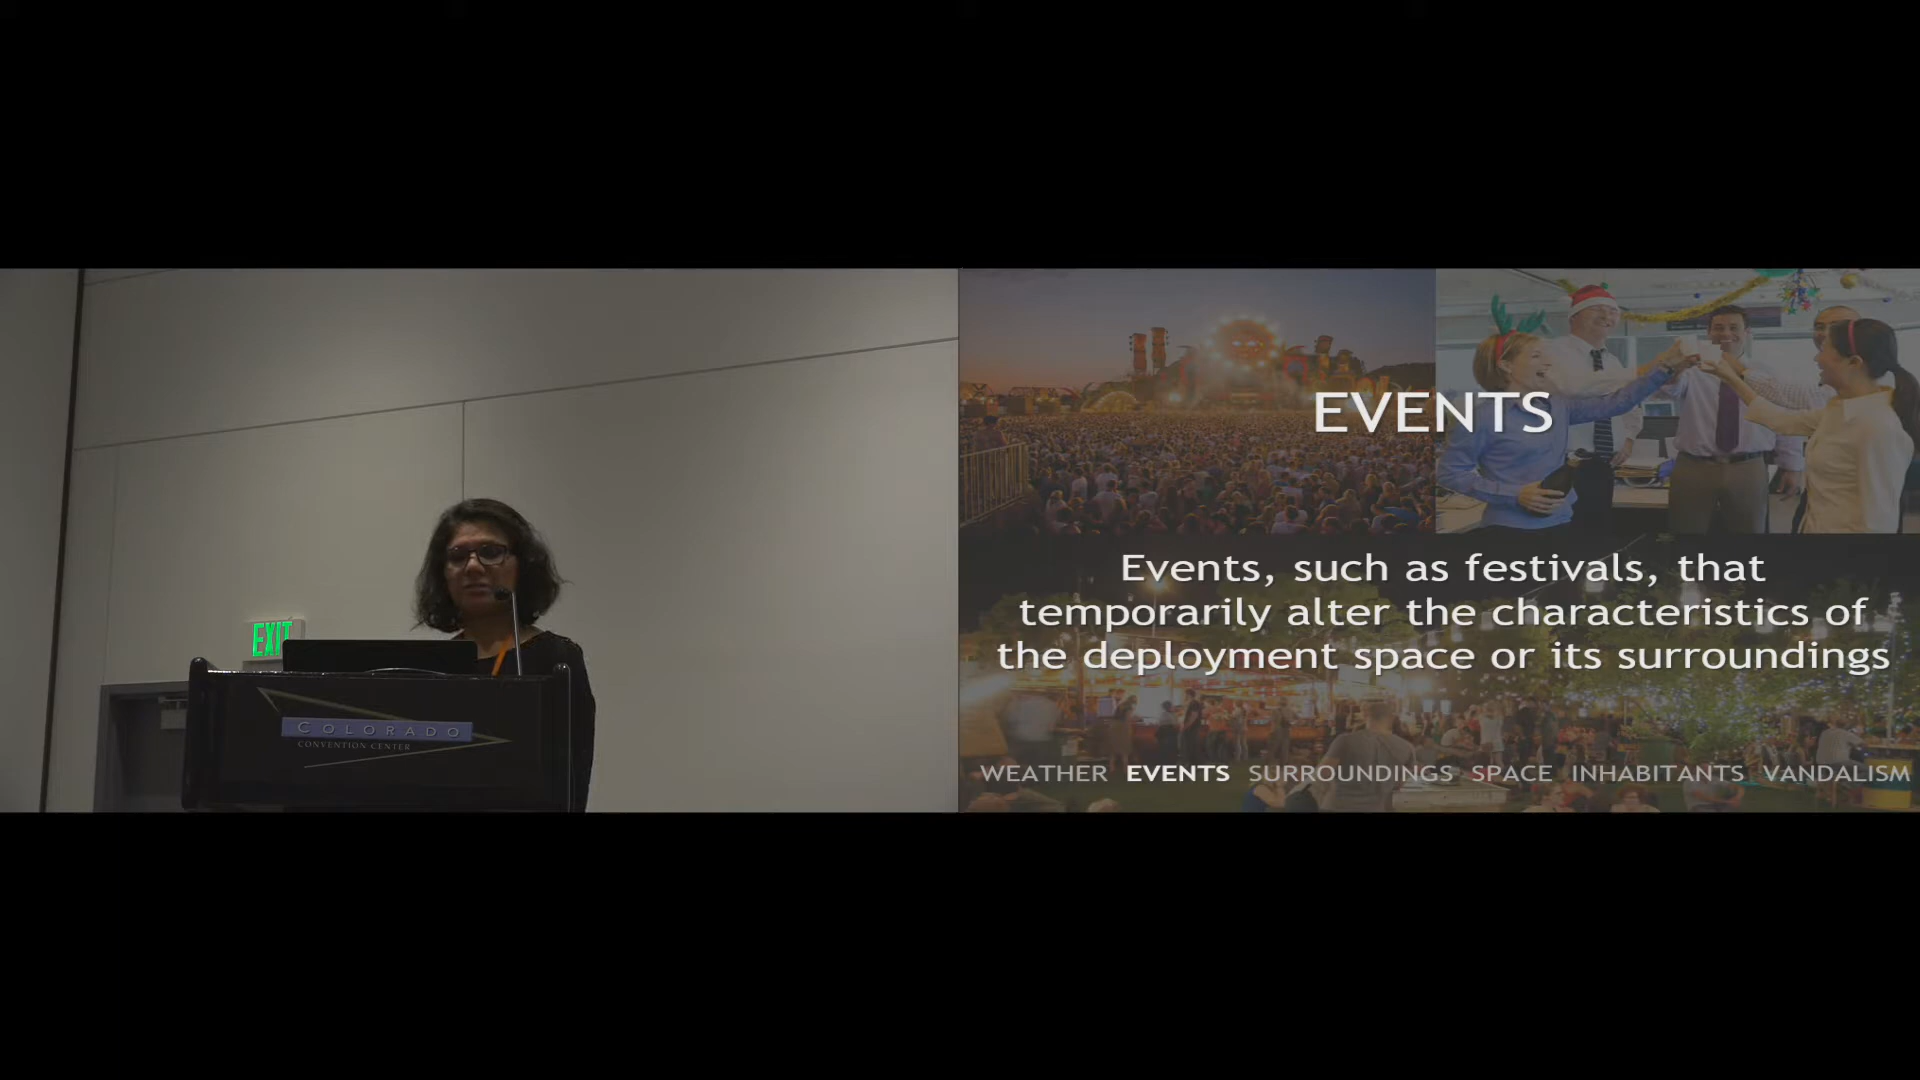 EXIT
COLORADO
CONVENTION CENTER
EVENTS
Events, such as festivals, that
temporarily alter the characteristics of
the deployment space or its surroundings
WEATHER EVENTS SURROUNDINGS SPACE INHABITANTS VANDALISM